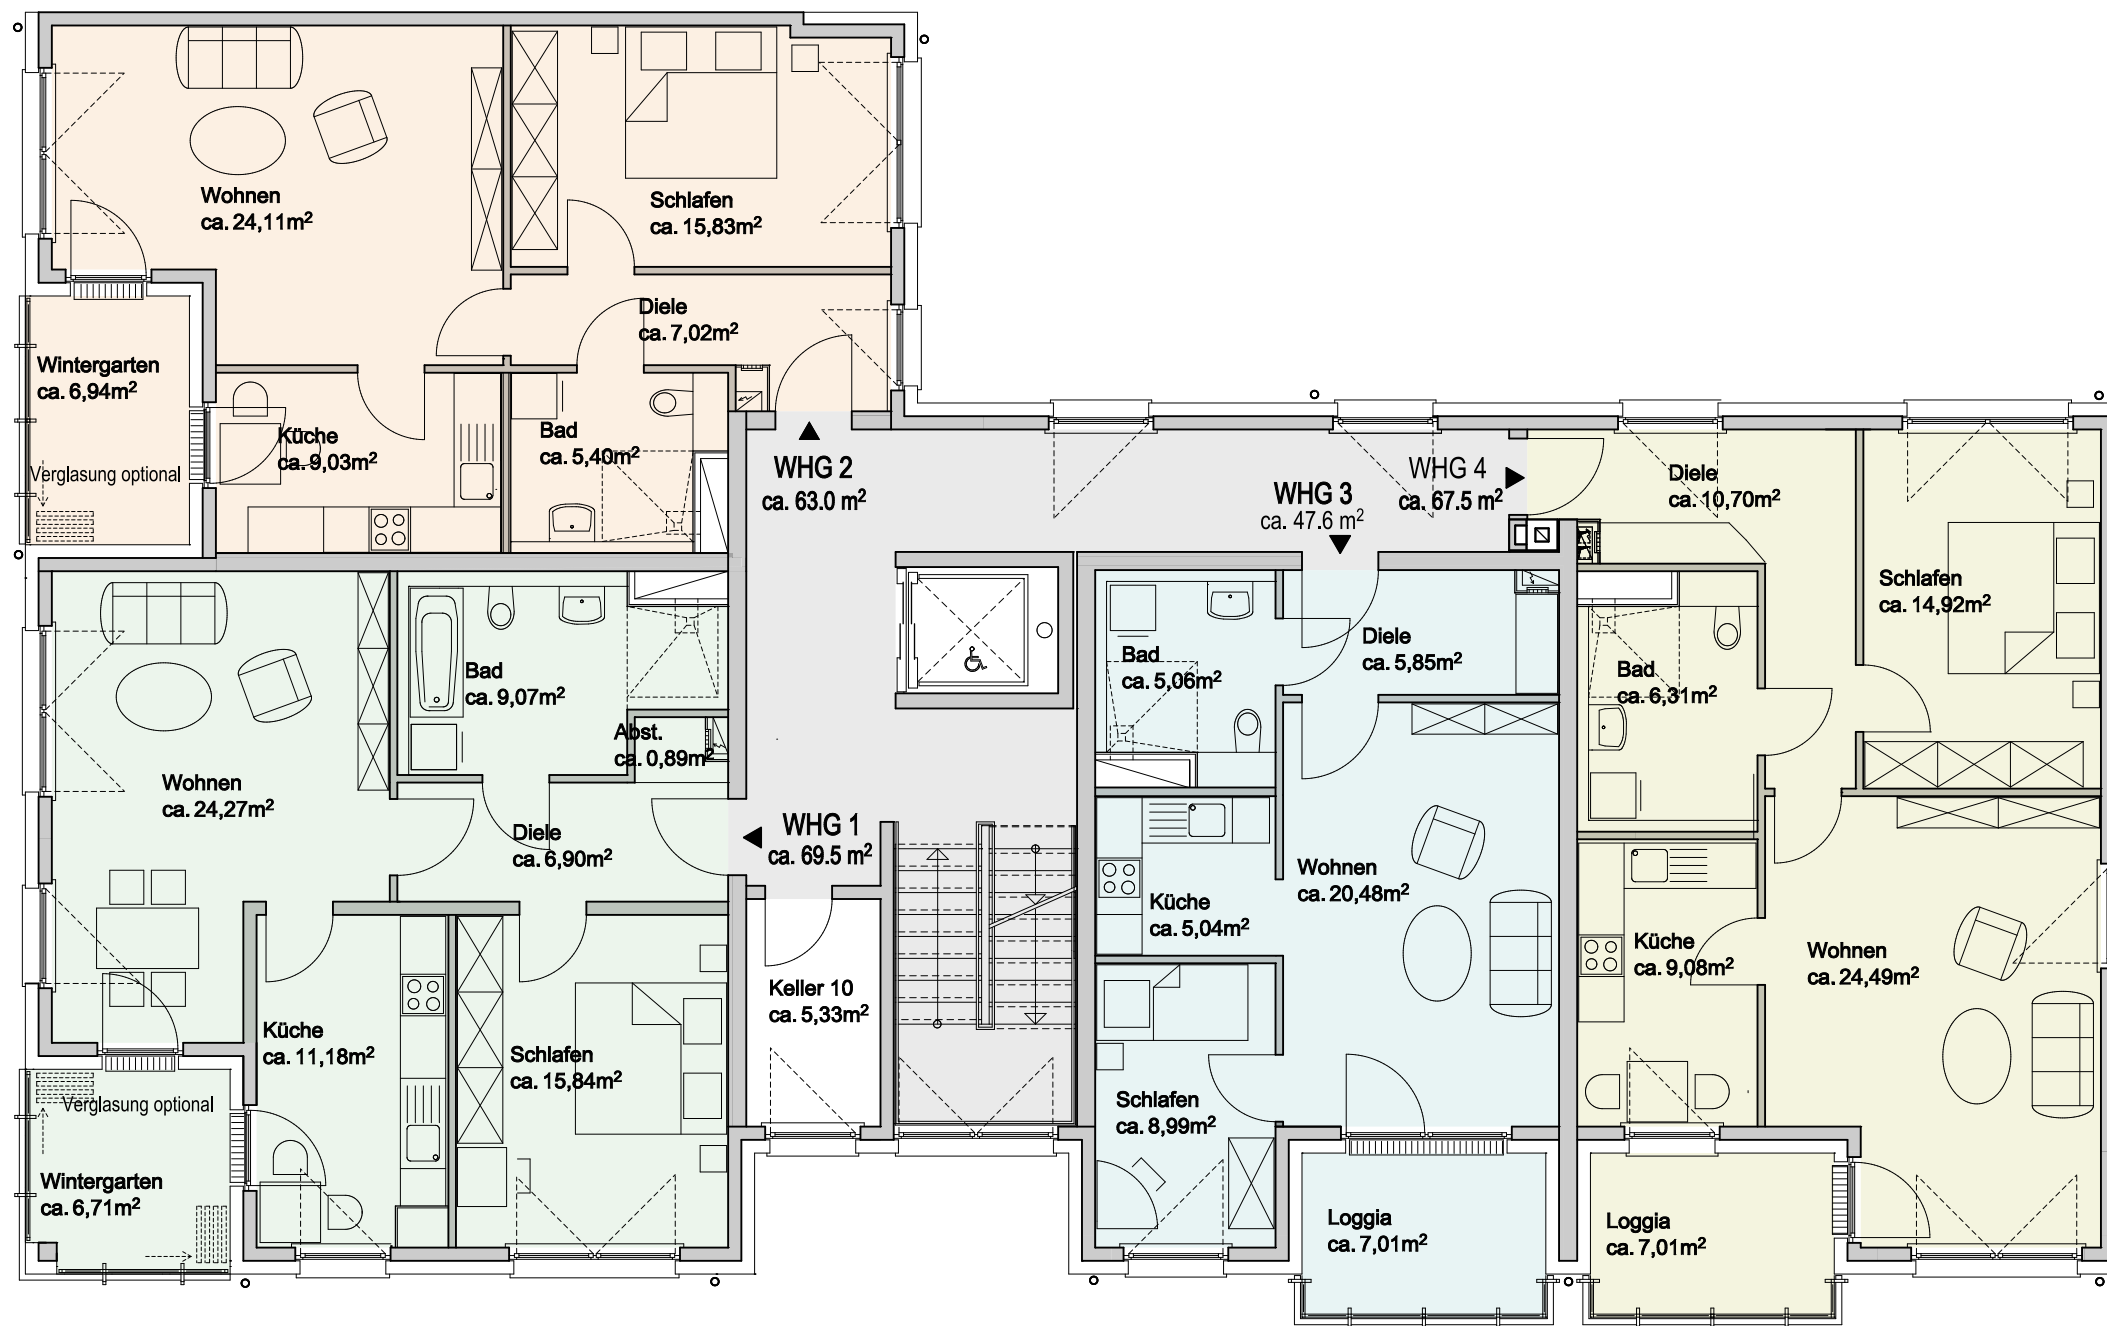 Wohnen
ca. 24,11m²
Schlafen
ca. 15,83m²
Diele
ca. 7,02m²
Wintergarten
ca. 6,94m²
Verglasung optional
Küche
ca. 9,03m²
Bad
ca. 5,40m²
WHG 2
ca. 63.0 m²
WHG 3
ca. 47.6 m²
WHG 4
ca. 67.5 m²
Diele
ca. 10,70m²
Schlafen
ca. 14,92m²
Bad
ca. 9,07m²
Abst.
ca. 0,89m²
Wohnen
ca. 24,27m²
Diele
ca. 6,90m²
WHG 1
ca. 69.5 m²
Bad
ca. 5,06m²
Diele
ca. 5,85m²
Bad
ca. 6,31m²
Küche
ca. 5,04m²
Wohnen
ca. 20,48m²
Küche
ca. 9,08m²
Wohnen
ca. 24,49m²
Küche
ca. 11,18m²
Schlafen
ca. 15,84m²
Keller 10
ca. 5,33m²
Schlafen
ca. 8,99m²
Verglasung optional
Wintergarten
ca. 6,71m²
Loggia
ca. 7,01m²
Loggia
ca. 7,01m²